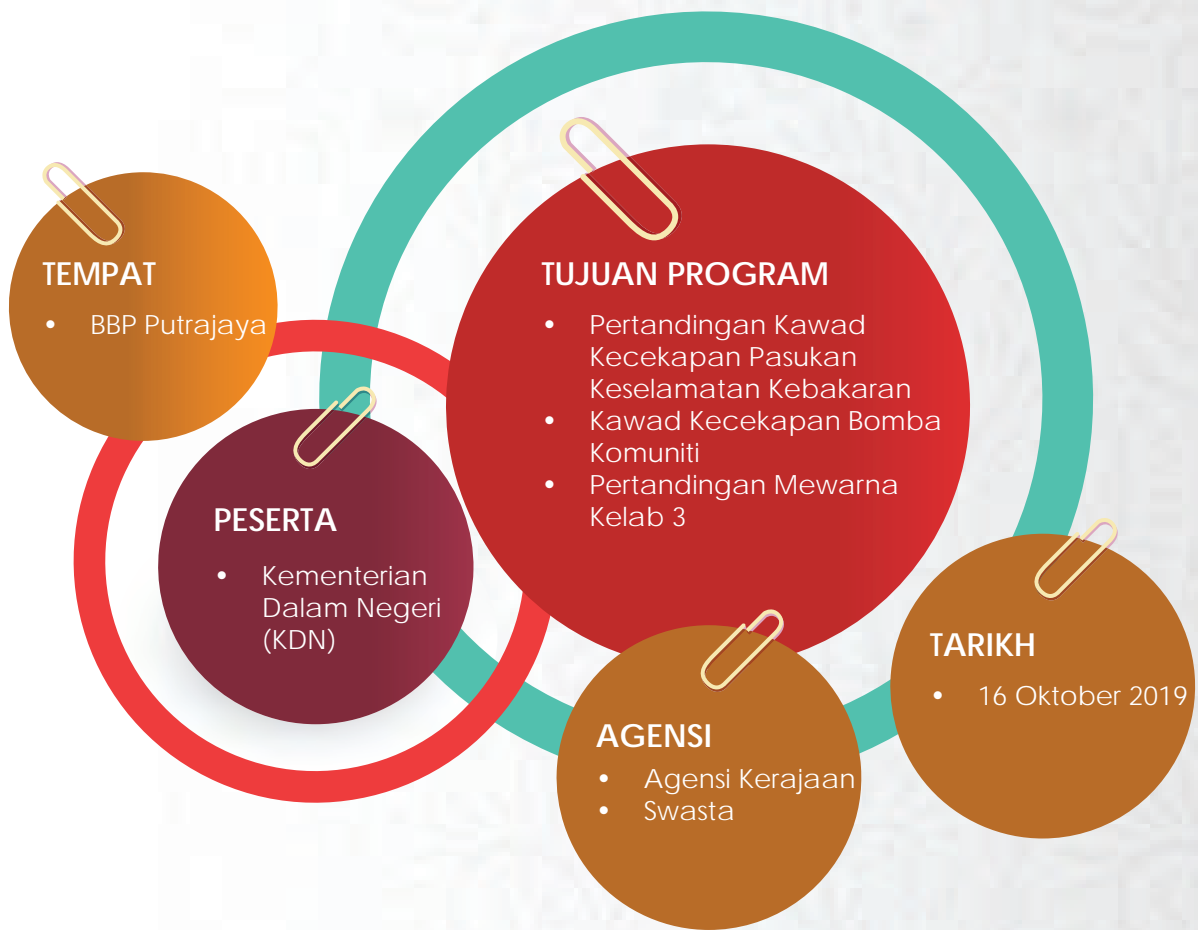 TEMPAT
• BBP Putrajaya
TUJUAN PROGRAM
• Pertandingan Kawad
Kecekapan Pasukan
Keselamatan Kebakaran
• Kawad Kecekapan Bomba
Komuniti
• Pertandingan Mewarna
Kelab 3
PESERTA
• Kementerian
Dalam Negeri
(KDN)
AGENSI
• Agensi Kerajaan
• Swasta
TARIKH
• 16 Oktober 2019